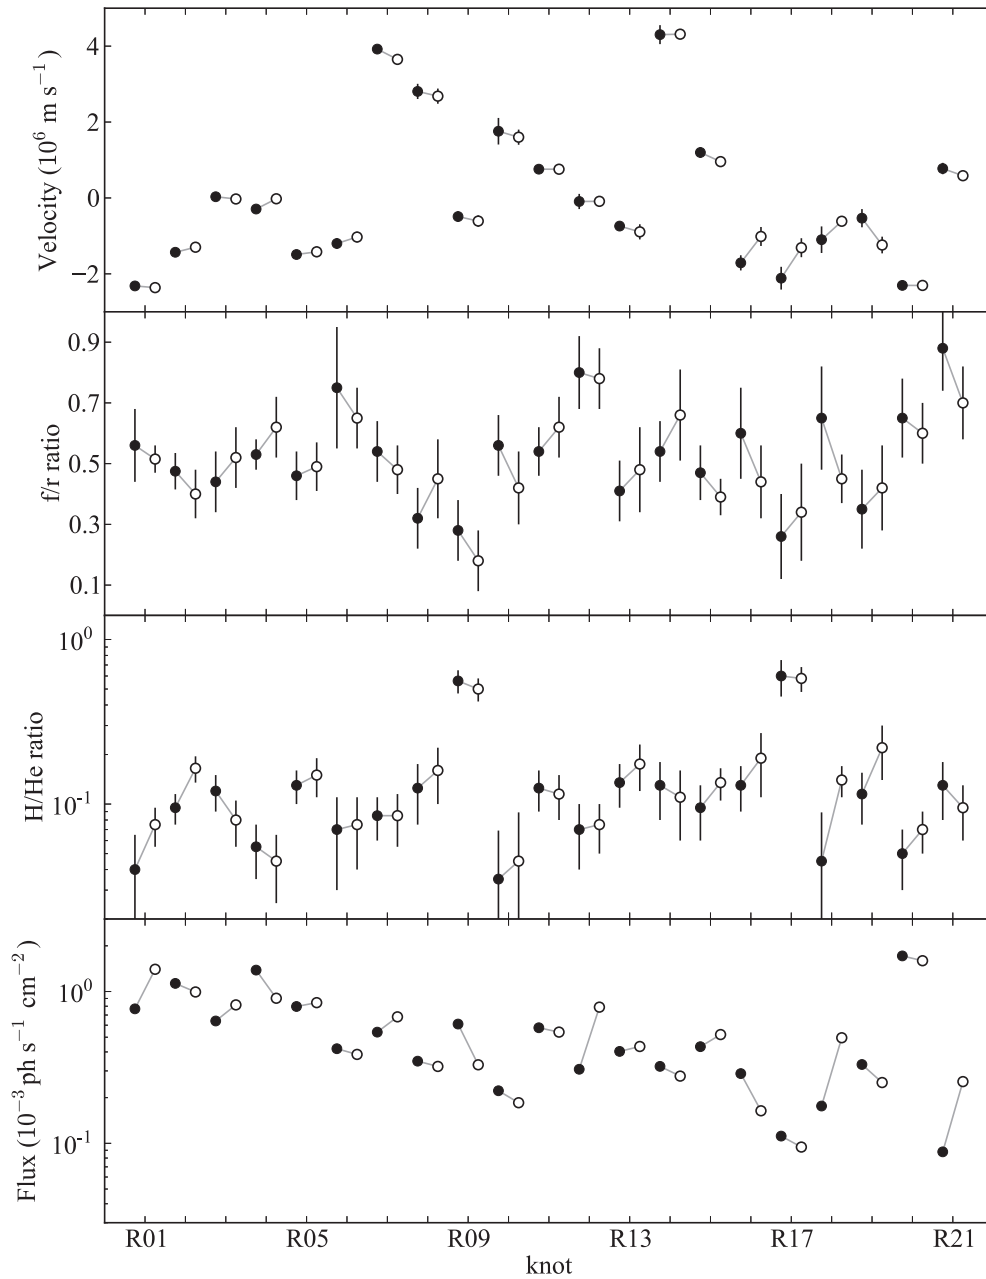 Velocity (10⁶ m s⁻¹)
4
2
0
−2
f/r ratio
0.9
0.7
0.5
0.3
0.1
H/He ratio
10⁰
10⁻¹
Flux (10⁻³ ph s⁻¹ cm⁻²)
10⁰
10⁻¹
R01 R05 R09 R13 R17 R21
knot